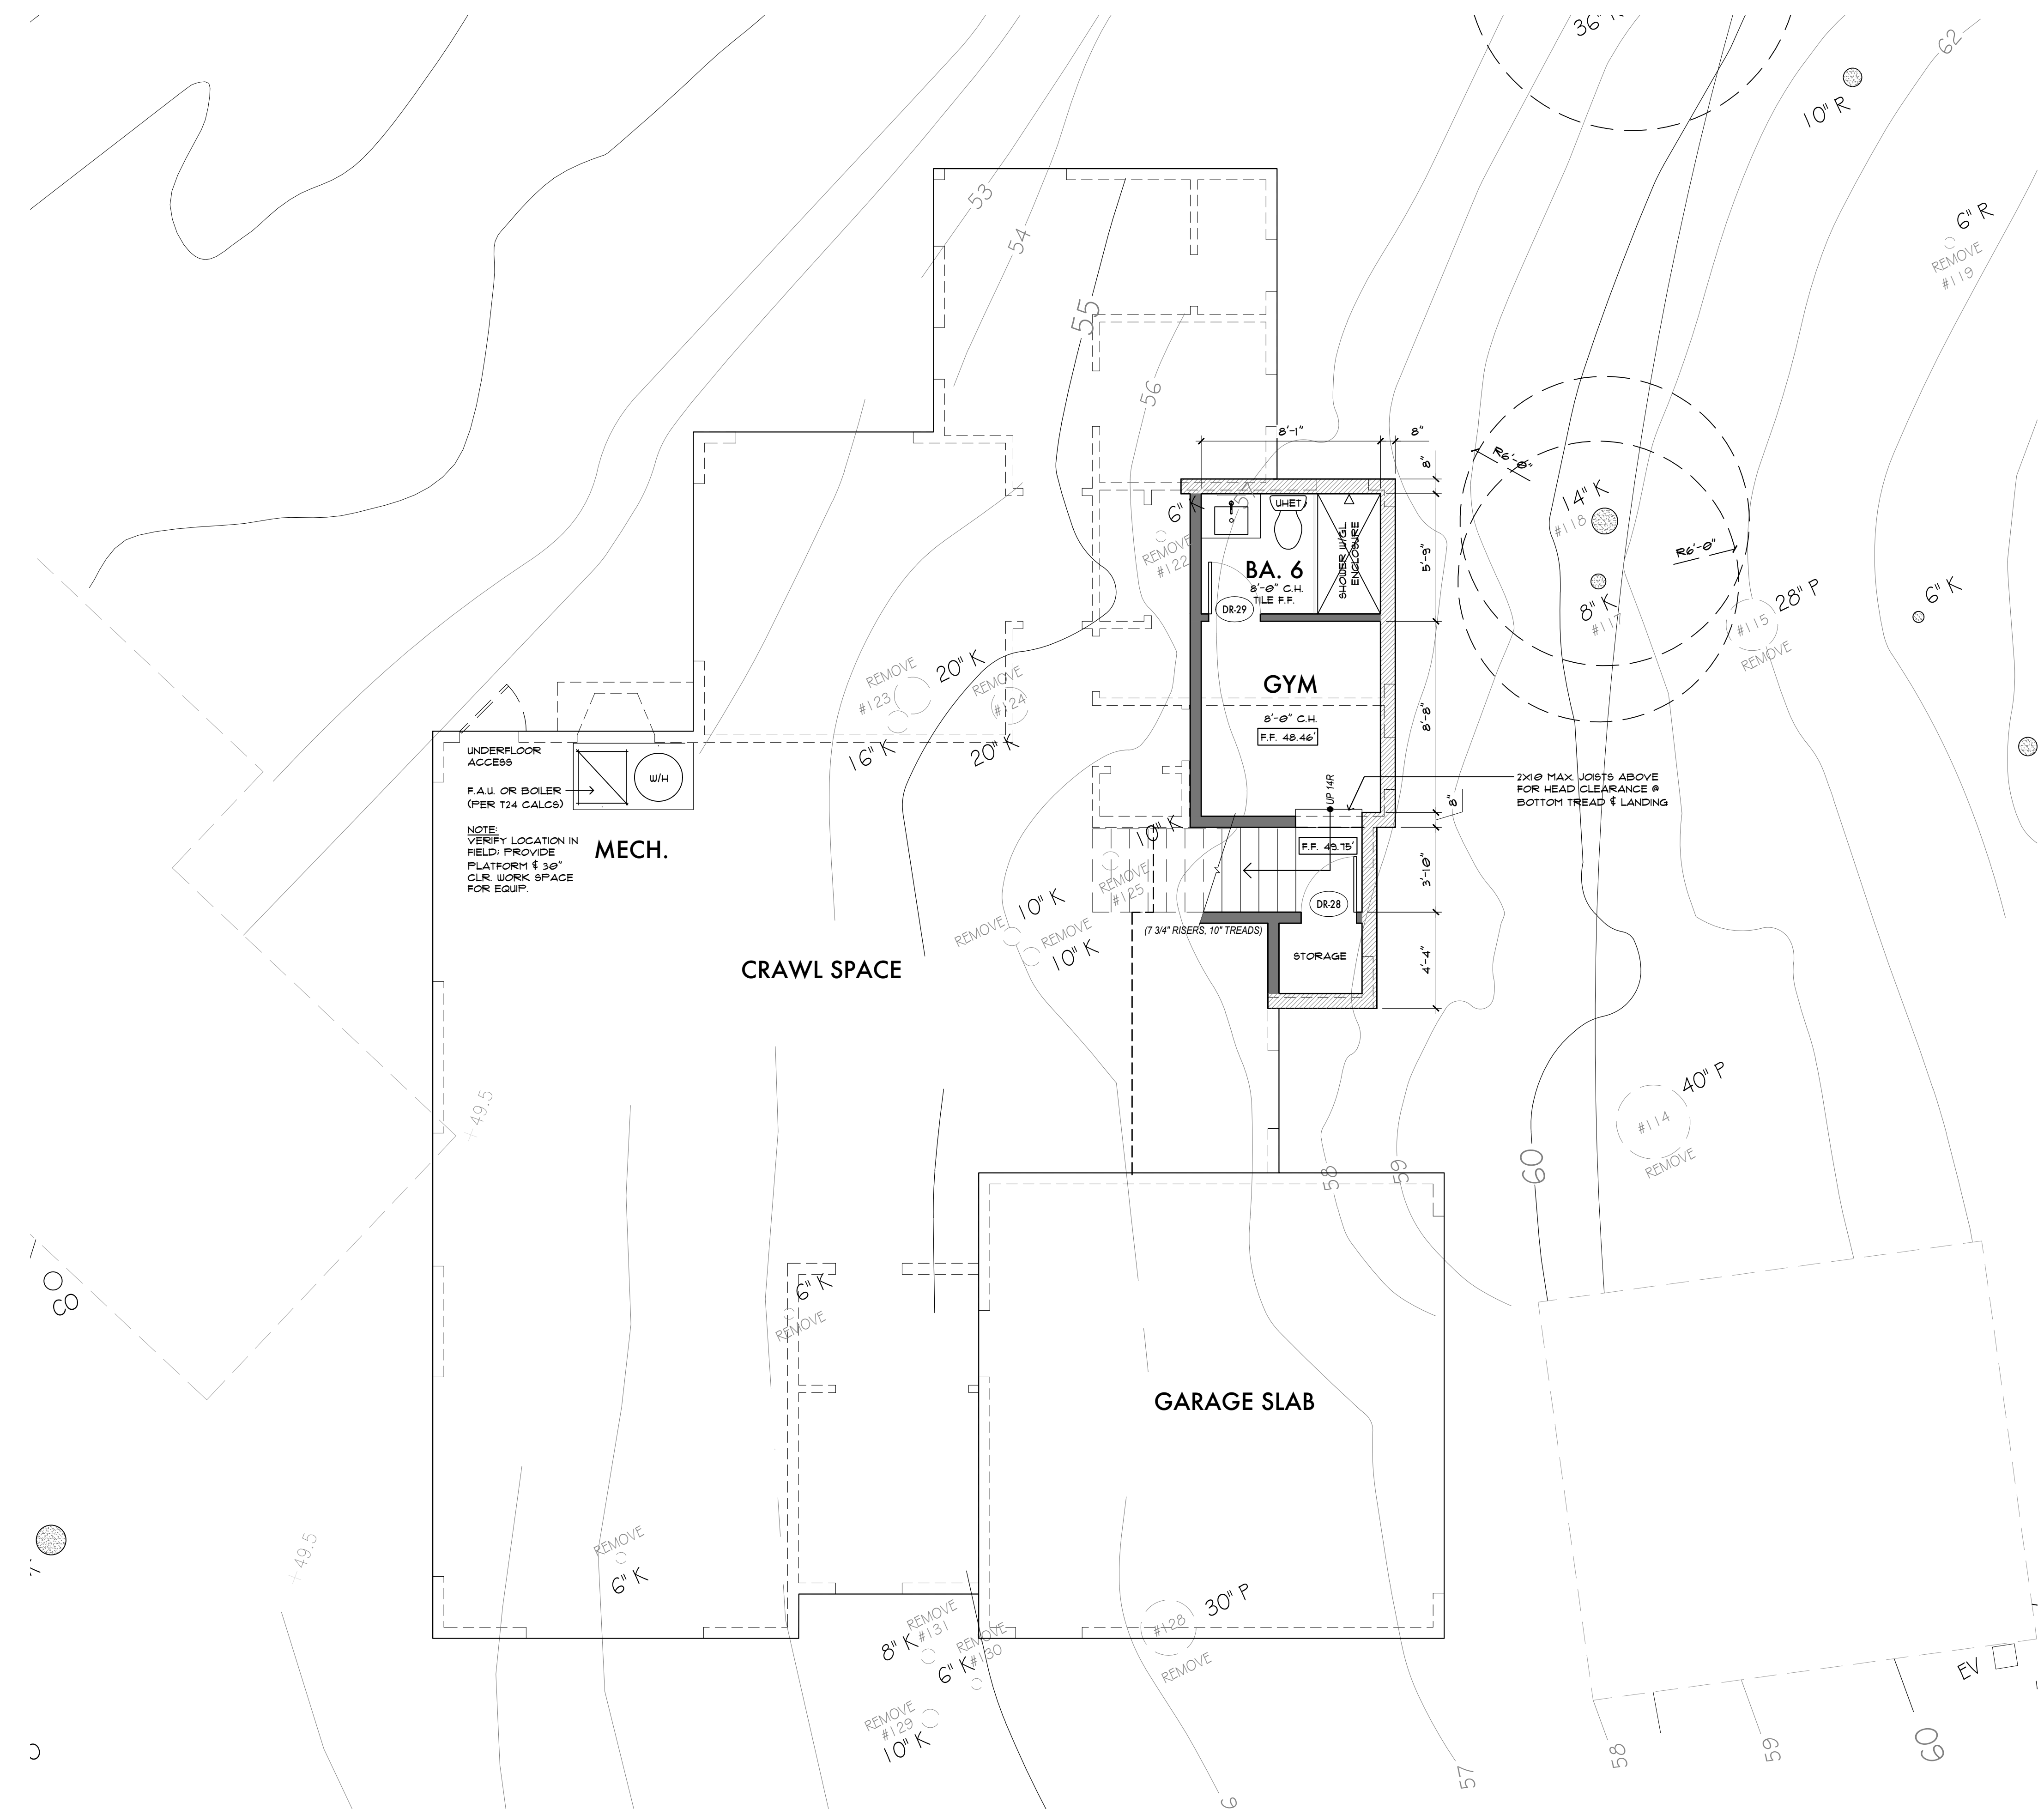 36" K
62
10" R
6" R
REMOVE
#119
53
54
55
56
57
8'-1"
8"
8"
R6'-0"
14" K
#118
R6'-0"
8" K
#117
28" P
#115
REMOVE
6" K
6" K
REMOVE
#122
UHET
SHOWER W/GL
ENCLOSURE
BA. 6
8'-0" C.H.
TILE F.F.
DR-29
5'-9"
REMOVE
20" K
#123
REMOVE
#124
16" K
20" K
GYM
8'-0" C.H.
F.F. 48.46'
8'-8"
UNDERFLOOR
ACCESS
F.A.U. OR BOILER
(PER T24 CALCS)
W/H
NOTE:
VERIFY LOCATION IN
FIELD; PROVIDE
PLATFORM & 30"
CLR. WORK SPACE
FOR EQUIP.
MECH.
UP 14R
2X10 MAX. JOISTS ABOVE
FOR HEAD CLEARANCE @
BOTTOM TREAD & LANDING
8"
10" K
F.F. 49.75'
REMOVE
#125
3'-10"
DR-28
10" K
REMOVE
REMOVE
10" K
(7 3/4" RISERS, 10" TREADS)
STORAGE
4'-4"
CRAWL SPACE
49.5
40" P
#114
REMOVE
58
59
60
CO
6" K
REMOVE
GARAGE SLAB
49.5
REMOVE
6" K
REMOVE
#131
8" K
REMOVE
#130
6" K
30" P
#128
REMOVE
REMOVE
#129
10" K
EV
6
57
58
59
60